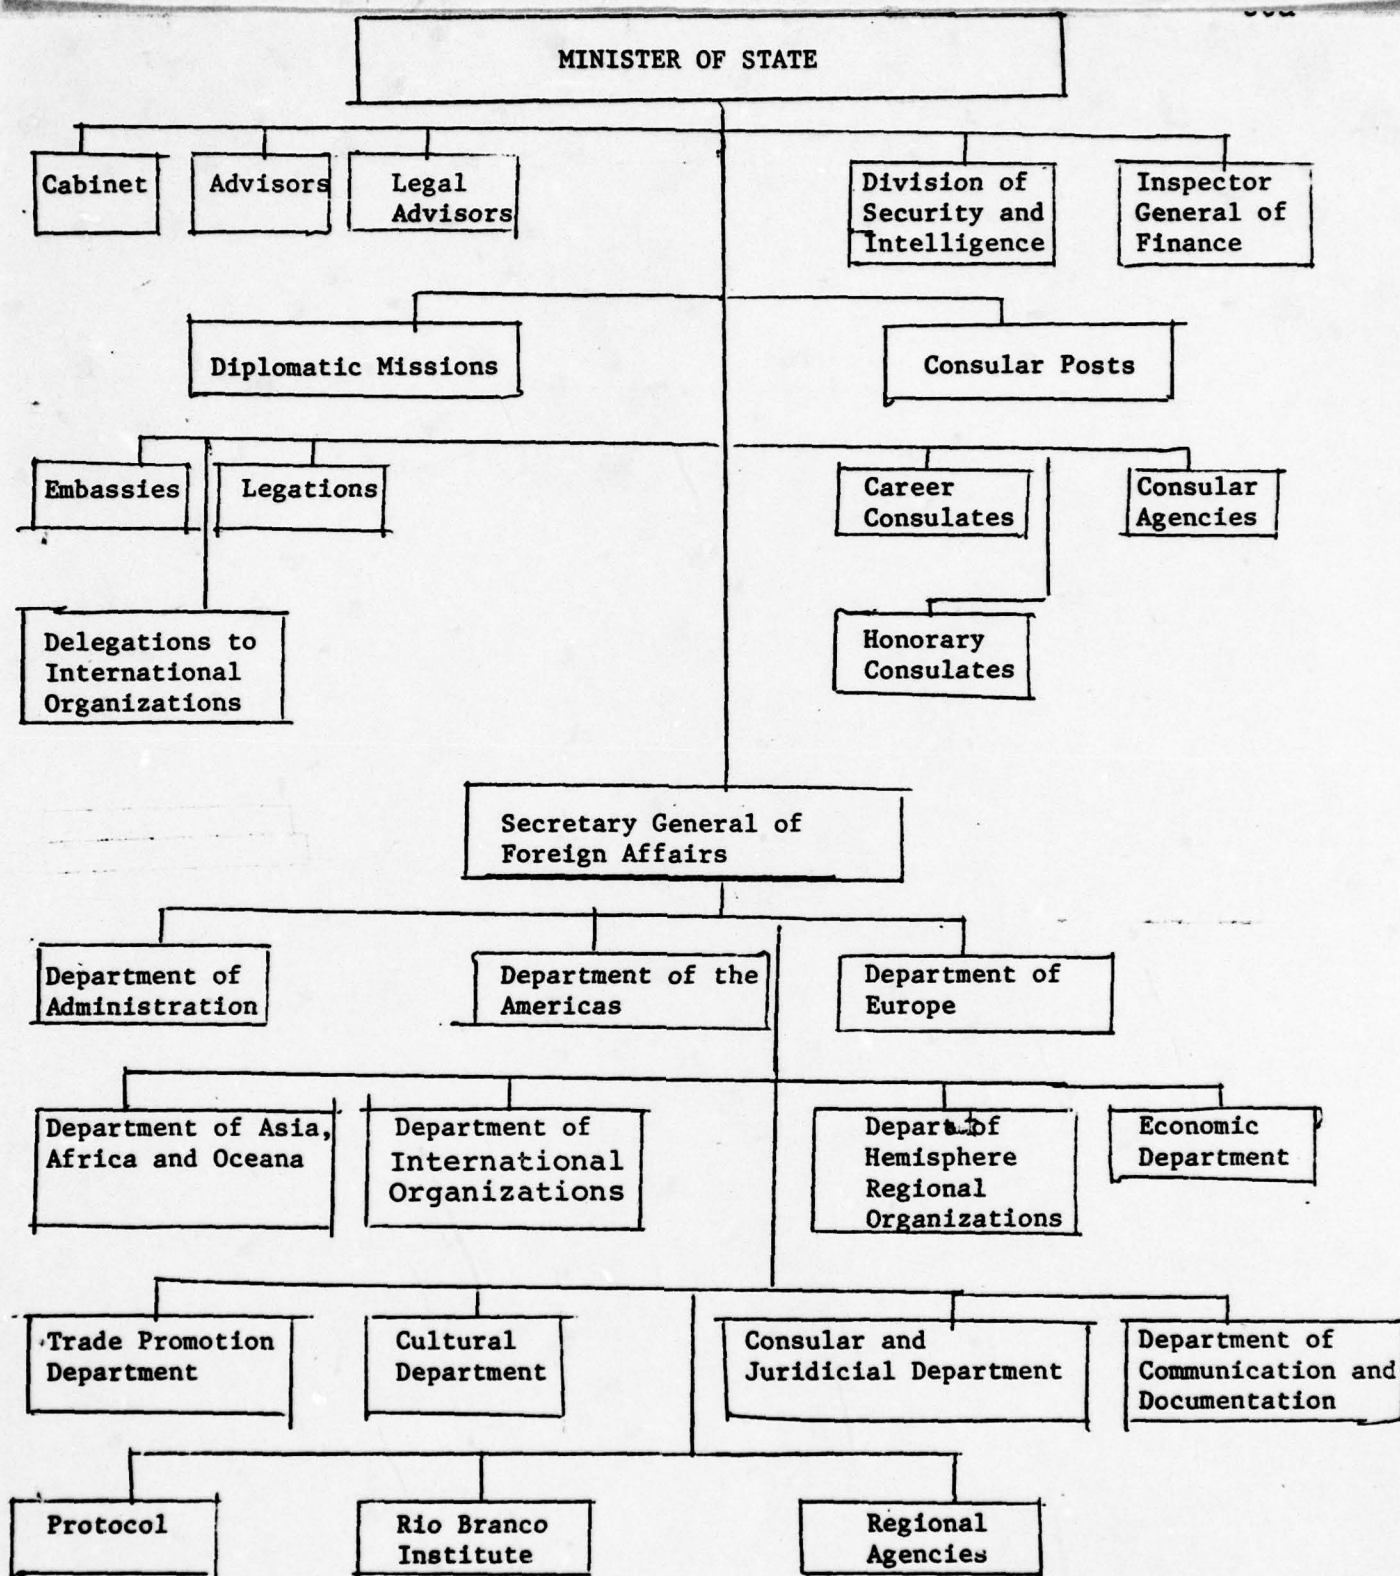 MINISTER OF STATE
Cabinet
Advisors
Legal
Advisors
Division of
Security and
Intelligence
Inspector
General of
Finance
Diplomatic Missions
Consular Posts
Embassies
Legations
Career
Consulates
Consular
Agencies
Delegations to
International
Organizations
Honorary
Consulates
Secretary General of
Foreign Affairs
Department of
Administration
Department of the
Americas
Department of
Europe
Department of Asia,
Africa and Oceana
Department of
International
Organizations
of
Hemisphere
Regional
Organizations
Economic
Department
Trade Promotion
Department
Cultural
Department
Consular and
Juridicial Department
Department of
Communication and
Documentation
Protocol
Rio Branco
Institute
Regional
Agencies